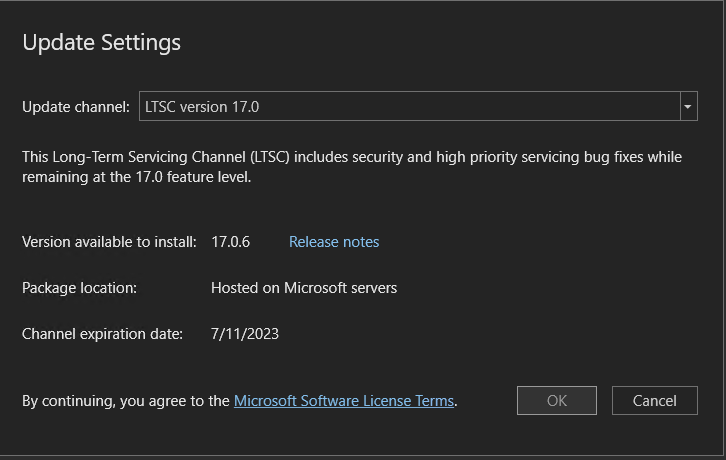 Update Settings
Update channel: LTSC version 17.0
This Long-Term Servicing Channel (LTSC) includes security and high priority servicing bug fixes while
remaining at the 17.0 feature level.
Version available to install: 17.0.6 Release notes
Package location: Hosted on Microsoft servers
Channel expiration date: 7/11/2023
By continuing, you agree to the Microsoft Software License Terms. OK Cancel